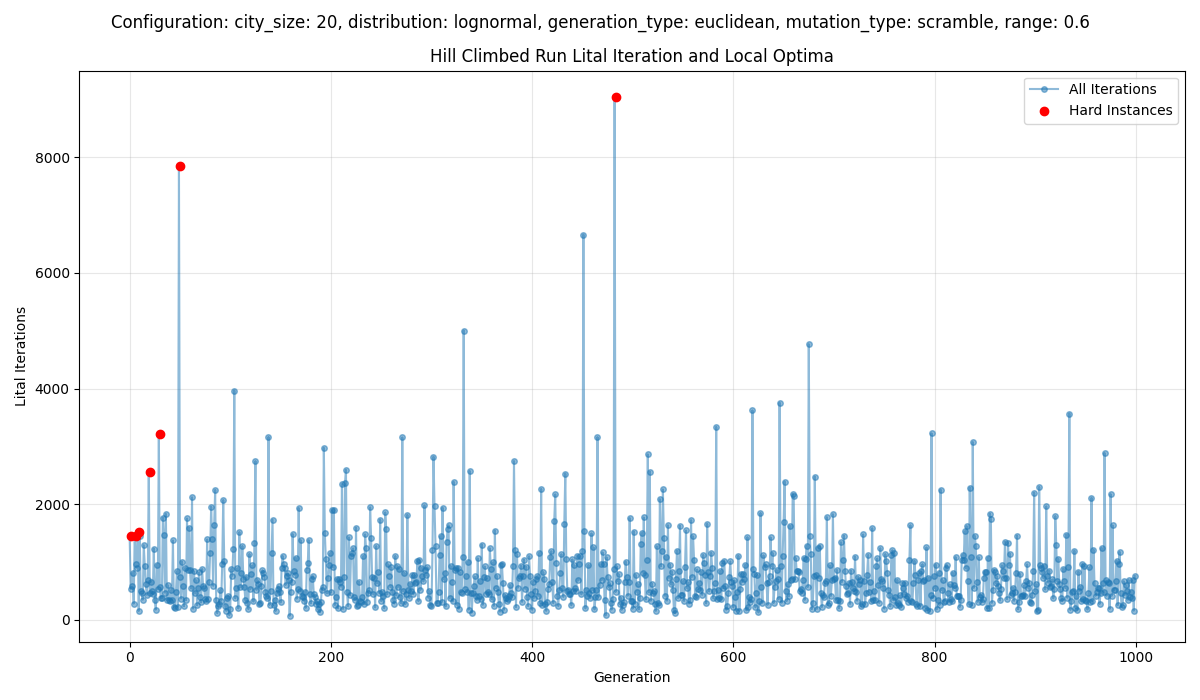 Configuration: city_size: 20, distribution: lognormal, generation_type: euclidean, mutation_type: scramble, range: 0.6
Hill Climbed Run Lital Iteration and Local Optima
All Iterations
Hard Instances
Lital Iterations
8000
6000
4000
2000
0
0 200 400 600 800 1000
Generation